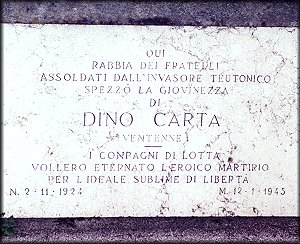 QUI
RABBIA DEI FRATELLI
ASSOLDATI DALL'INVASORE TEUTONICO
SPEZZÒ LA GIOVINEZZA
DI
DINO CARTA
VENTENNE
I COMPAGNI DI LOTTA
VOLLERO ETERNATO L'EROICO MARTIRIO
PER L'IDEALE SUBLIME DI LIBERTÀ
N. 2-11-1924 M. 12-1-1945